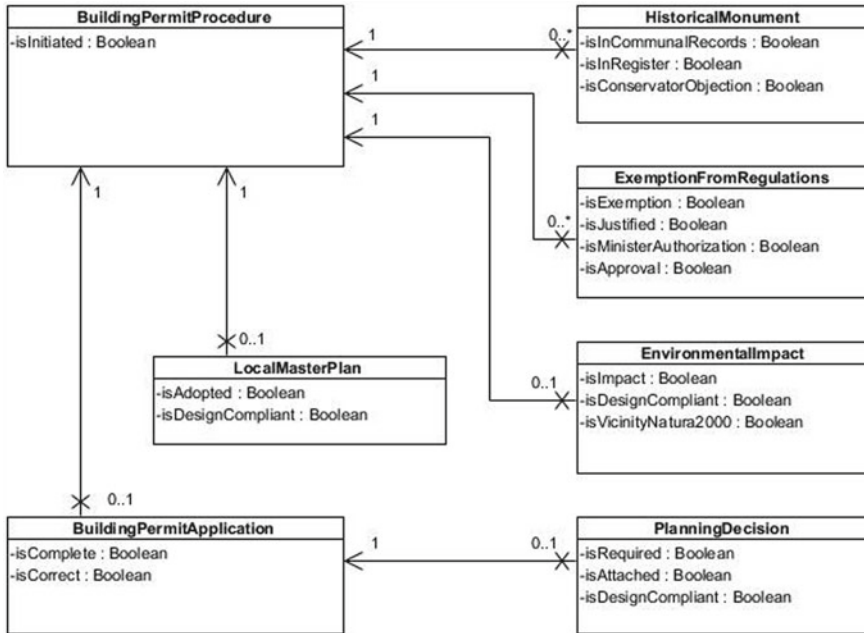 BuildingPermitProcedure
-isInitiated : Boolean
1
0..*
HistoricalMonument
-isInCommunalRecords : Boolean
-isInRegister : Boolean
-isConservatorObjection : Boolean
1
1
1
1
ExemptionFromRegulations
-isExemption : Boolean
-isJustified : Boolean
-isMinisterAuthorization : Boolean
-isApproval : Boolean
0..*
0..1
LocalMasterPlan
-isAdopted : Boolean
-isDesignCompliant : Boolean
EnvironmentalImpact
-isImpact : Boolean
-isDesignCompliant : Boolean
-isVicinityNatura2000 : Boolean
0..1
0..1
BuildingPermitApplication
-isComplete : Boolean
-isCorrect : Boolean
1
0..1
PlanningDecision
-isRequired : Boolean
-isAttached : Boolean
-isDesignCompliant : Boolean